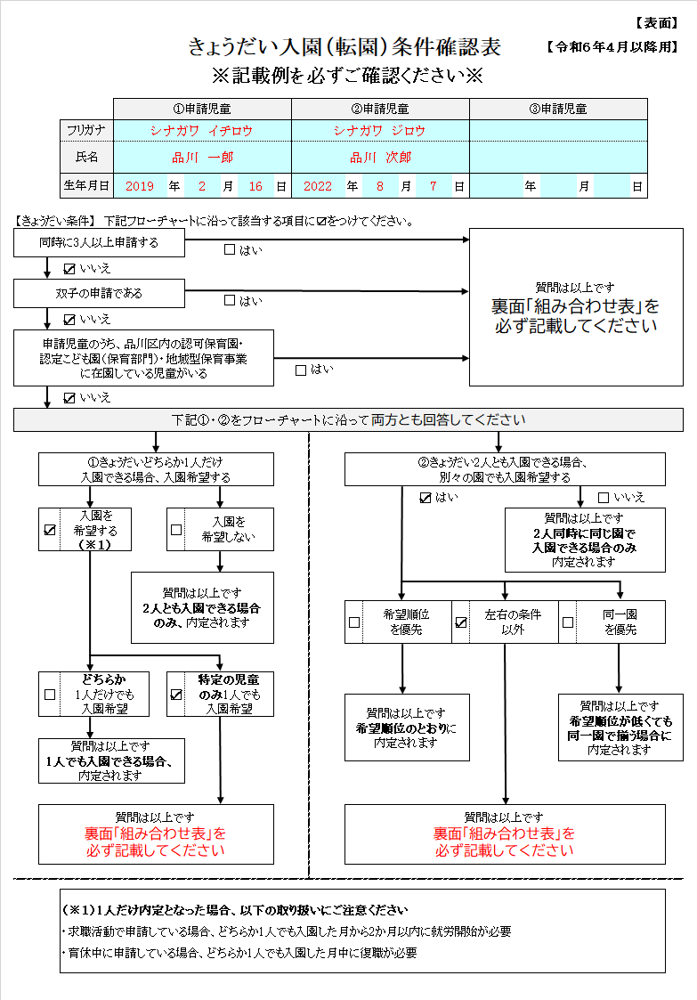 【表面】
きょうだい入園（転園）条件確認表
【令和６年４月以降用】
※記載例を必ずご確認ください※
①申請児童 ②申請児童 ③申請児童
フリガナ シナガワ イチロウ シナガワ ジロウ
氏名 品川 一郎 品川 次郎
生年月日 2019 年 2 月 16 日 2022 年 8 月 7 日 年 月 日
【きょうだい条件】 下記フローチャートに沿って該当する項目に☑をつけてください。
同時に3人以上申請する
□ はい
☑ いいえ
双子の申請である
□ はい
☑ いいえ
申請児童のうち、品川区内の認可保育園・
認定こども園（保育部門）・地域型保育事業
に在園している児童がいる
□ はい
☑ いいえ
質問は以上です
裏面「組み合わせ表」を
必ず記載してください
下記①・②をフローチャートに沿って両方とも回答してください
①きょうだいどちらか1人だけ
入園できる場合、入園希望する
☑ 入園を
希望する
（※１）
□ 入園を
希望しない
質問は以上です
2人とも入園できる場合
のみ、内定されます
□ どちらか
1人だけでも
入園希望
☑ 特定の児童
のみ1人でも
入園希望
質問は以上です
1人でも入園できる場合、
内定されます
質問は以上です
裏面「組み合わせ表」を
必ず記載してください
②きょうだい2人とも入園できる場合、
別々の園でも入園希望する
☑ はい
□ いいえ
質問は以上です
2人同時に同じ園で
入園できる場合のみ
内定されます
□ 希望順位
を優先
☑ 左右の条件
以外
□ 同一園
を優先
質問は以上です
希望順位のとおりに
内定されます
質問は以上です
希望順位が低くても
同一園で揃う場合に
内定されます
質問は以上です
裏面「組み合わせ表」を
必ず記載してください
（※１）１人だけ内定となった場合、以下の取り扱いにご注意ください
・求職活動で申請している場合、どちらか1人でも入園した月から2か月以内に就労開始が必要
・育休中に申請している場合、どちらか1人でも入園した月中に復職が必要